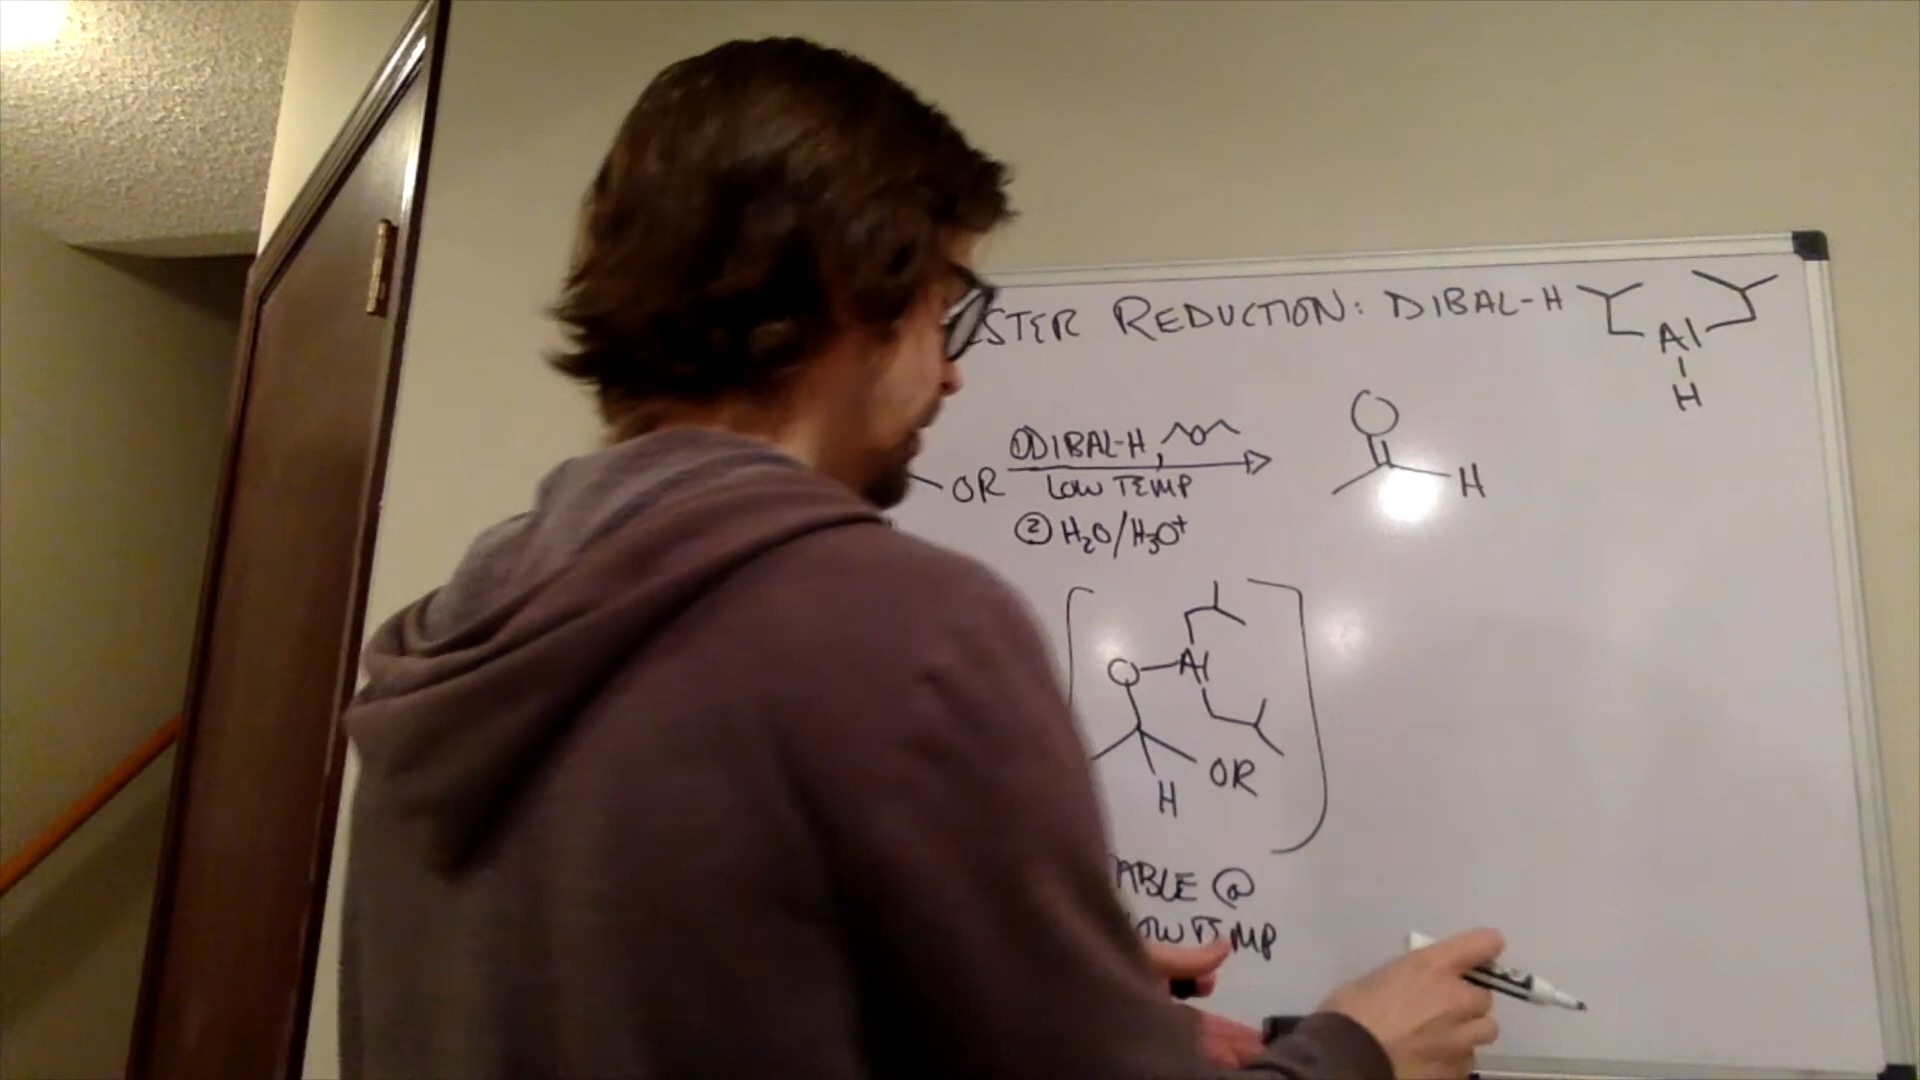 STER REDUCTION: DIBAL-H
Al
H
O
① DIBAL-H, O
OR
LOW TEMP
H
② H₂O/H₃O⁺
O-Al
OR
H
ABLE @
OW TEMP